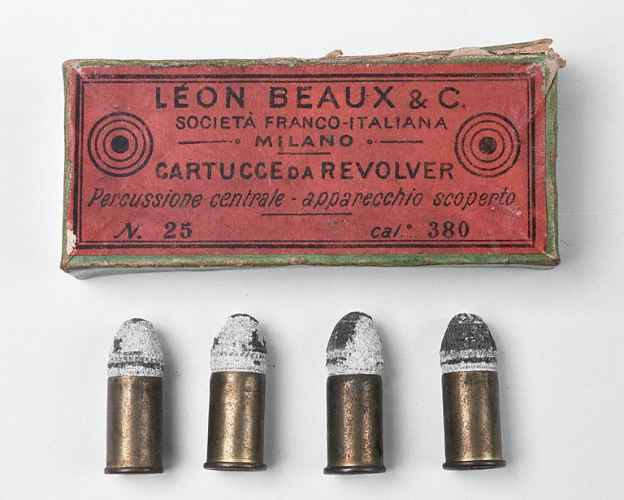 LÉON BEAUX & C.
SOCIETÀ FRANCO-ITALIANA
MILANO
CARTUCCE DA REVOLVER
Percussione centrale - apparecchio scoperto
N. 25 cal.° 380